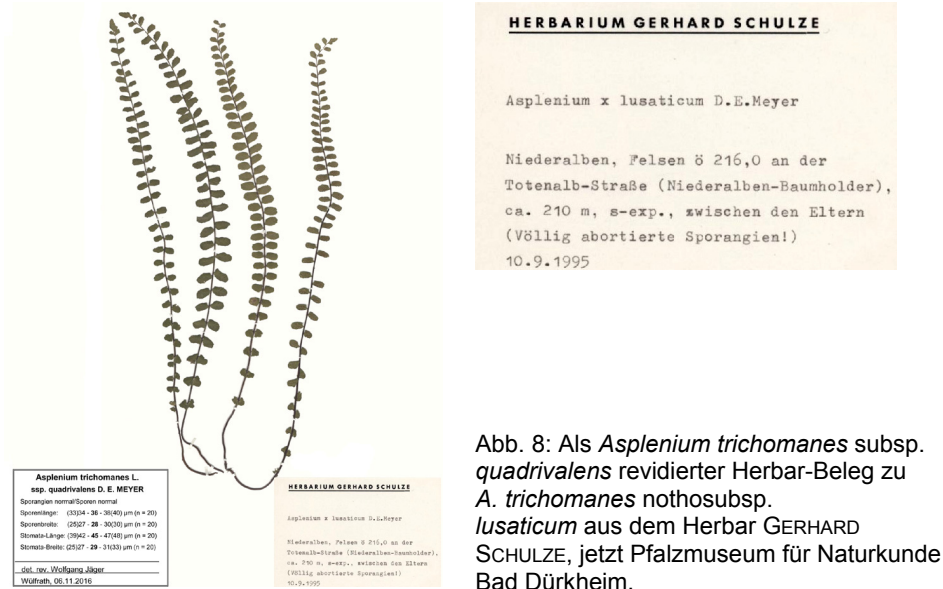 HERBARIUM GERHARD SCHULZE
Asplenium x lusaticum D.E.Meyer
Niederalben, Felsen ö 216,0 an der
Totenalb-Straße (Niederalben-Baumholder),
ca. 210 m, s-exp., zwischen den Eltern
(Völlig abortierte Sporangien!)
10.9.1995
Asplenium trichomanes L.
ssp. quadrivalens D. E. MEYER
Sporangien normal/Sporen normal
Sporenlänge: (33)34 - 36 - 38(40) µm (n = 20)
Sporenbreite: (25)27 - 28 - 30(30) µm (n = 20)
Stomata-Länge: (39)42 - 45 - 47(48) µm (n = 20)
Stomata-Breite: (25)27 - 29 - 31(33) µm (n = 20)
det. rev. Wolfgang Jäger
Wülfrath, 06.11.2016
HERBARIUM GERHARD SCHULZE
Asplenium x lusaticum D.E.Meyer
Niederalben, Felsen ö 216,0 an der
Totenalb-Straße (Niederalben-Baumholder),
ca. 210 m, s-exp., zwischen den Eltern
(Völlig abortierte Sporangien!)
10.9.1995
Abb. 8: Als Asplenium trichomanes subsp.
quadrivalens revidierter Herbar-Beleg zu
A. trichomanes nothosubsp.
lusaticum aus dem Herbar GERHARD
SCHULZE, jetzt Pfalzmuseum für Naturkunde
Bad Dürkheim.